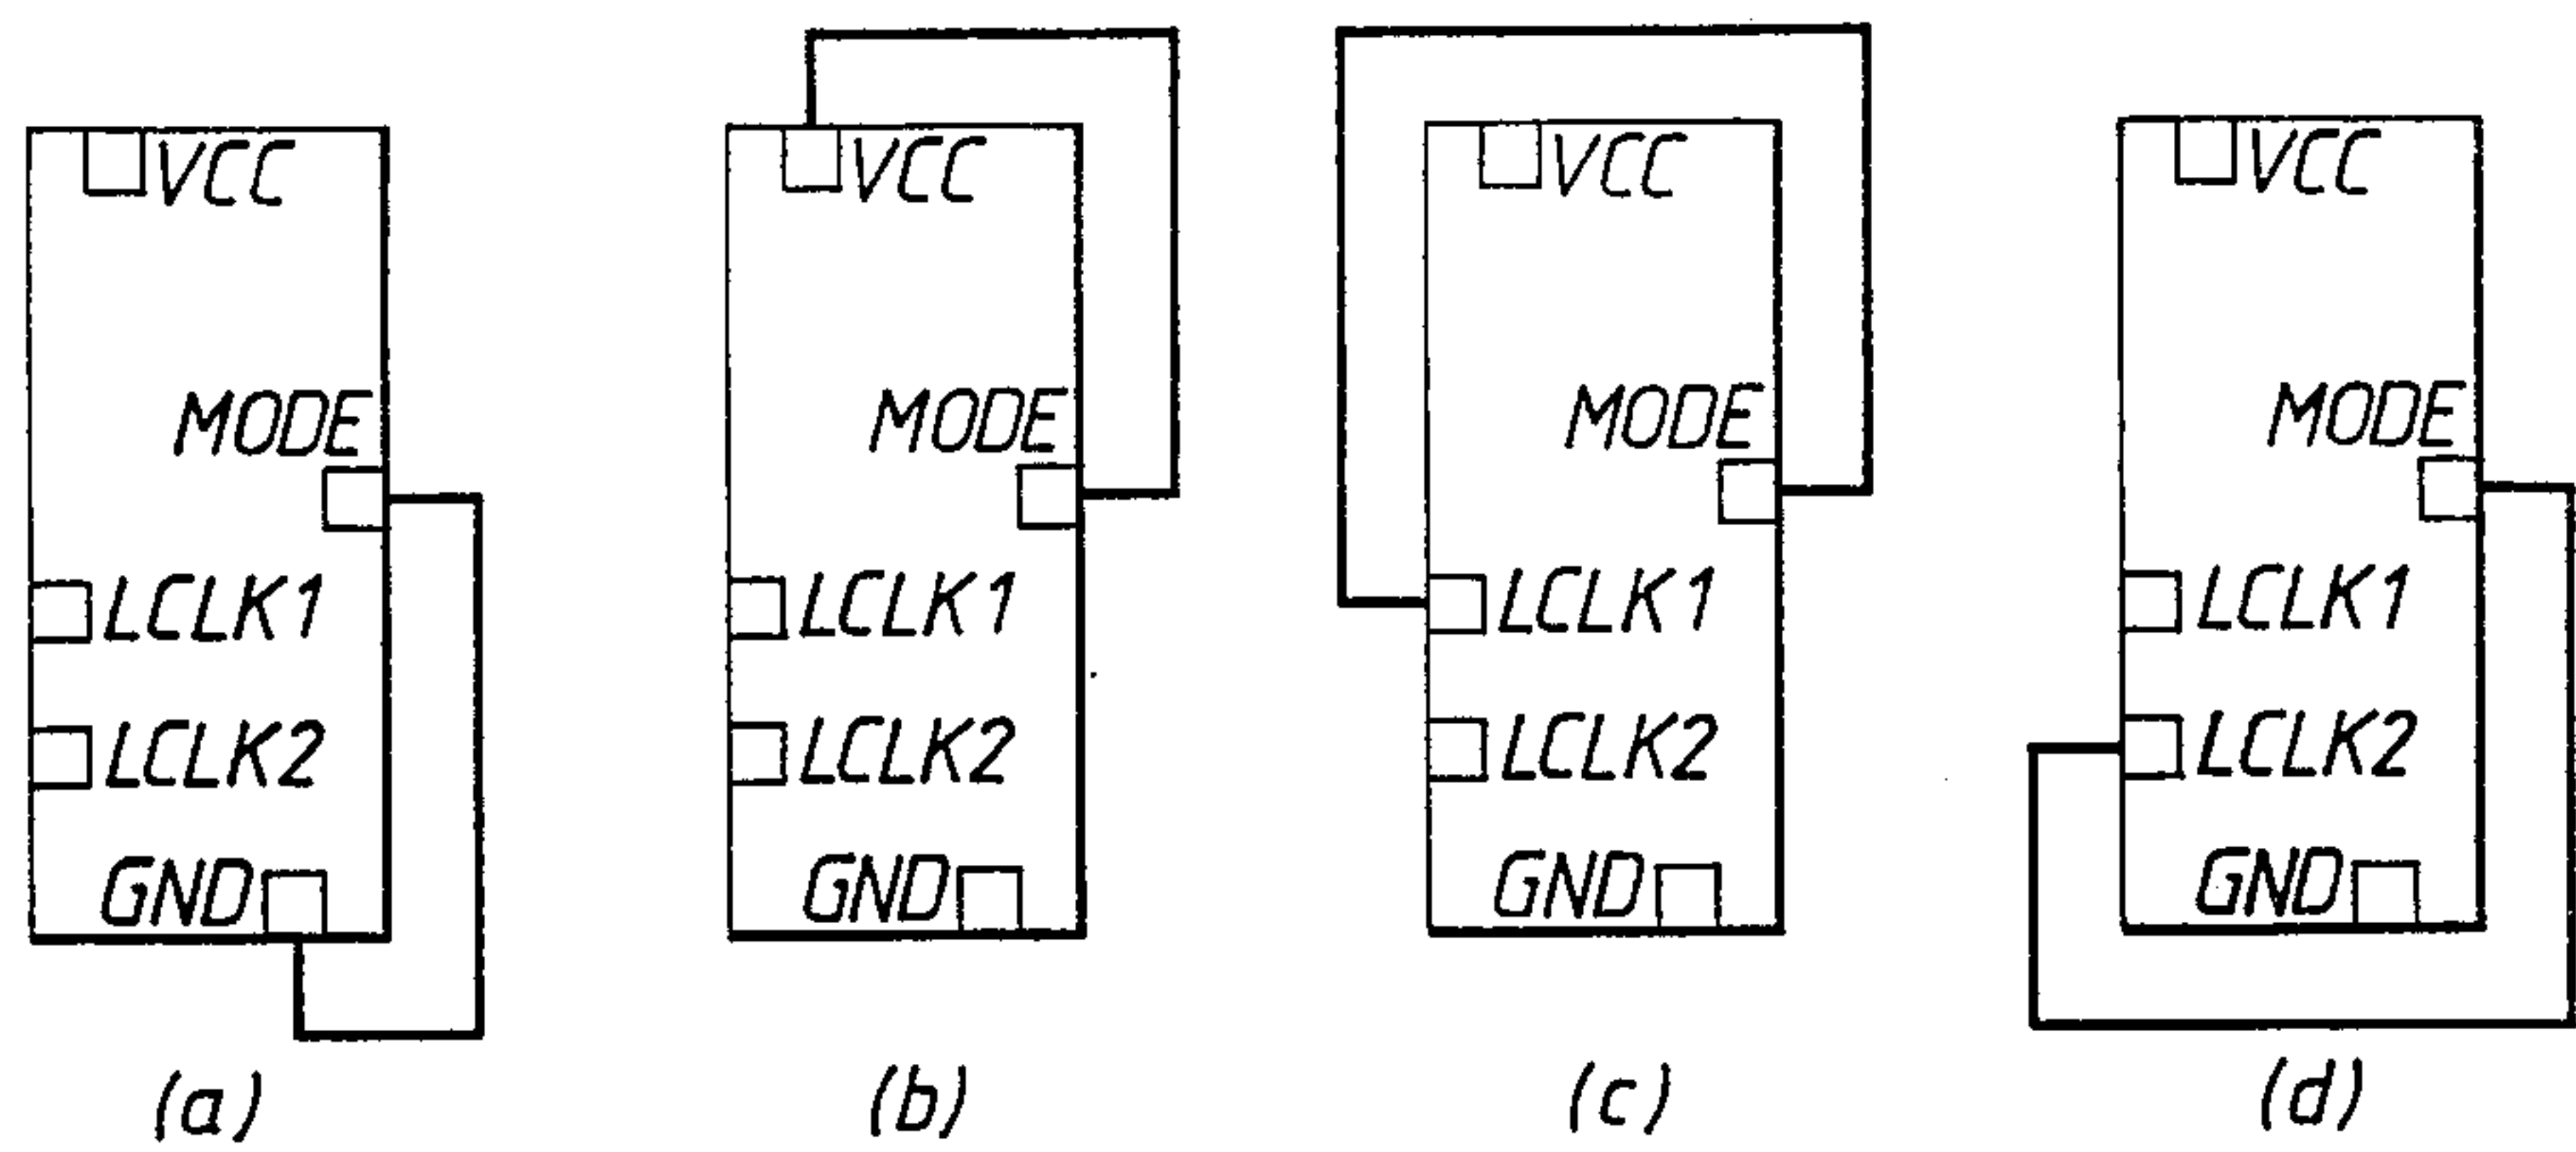 VCC
MODE
LCLK1
LCLK2
GND
(a)
VCC
MODE
LCLK1
LCLK2
GND
(b)
VCC
MODE
LCLK1
LCLK2
GND
(c)
VCC
MODE
LCLK1
LCLK2
GND
(d)